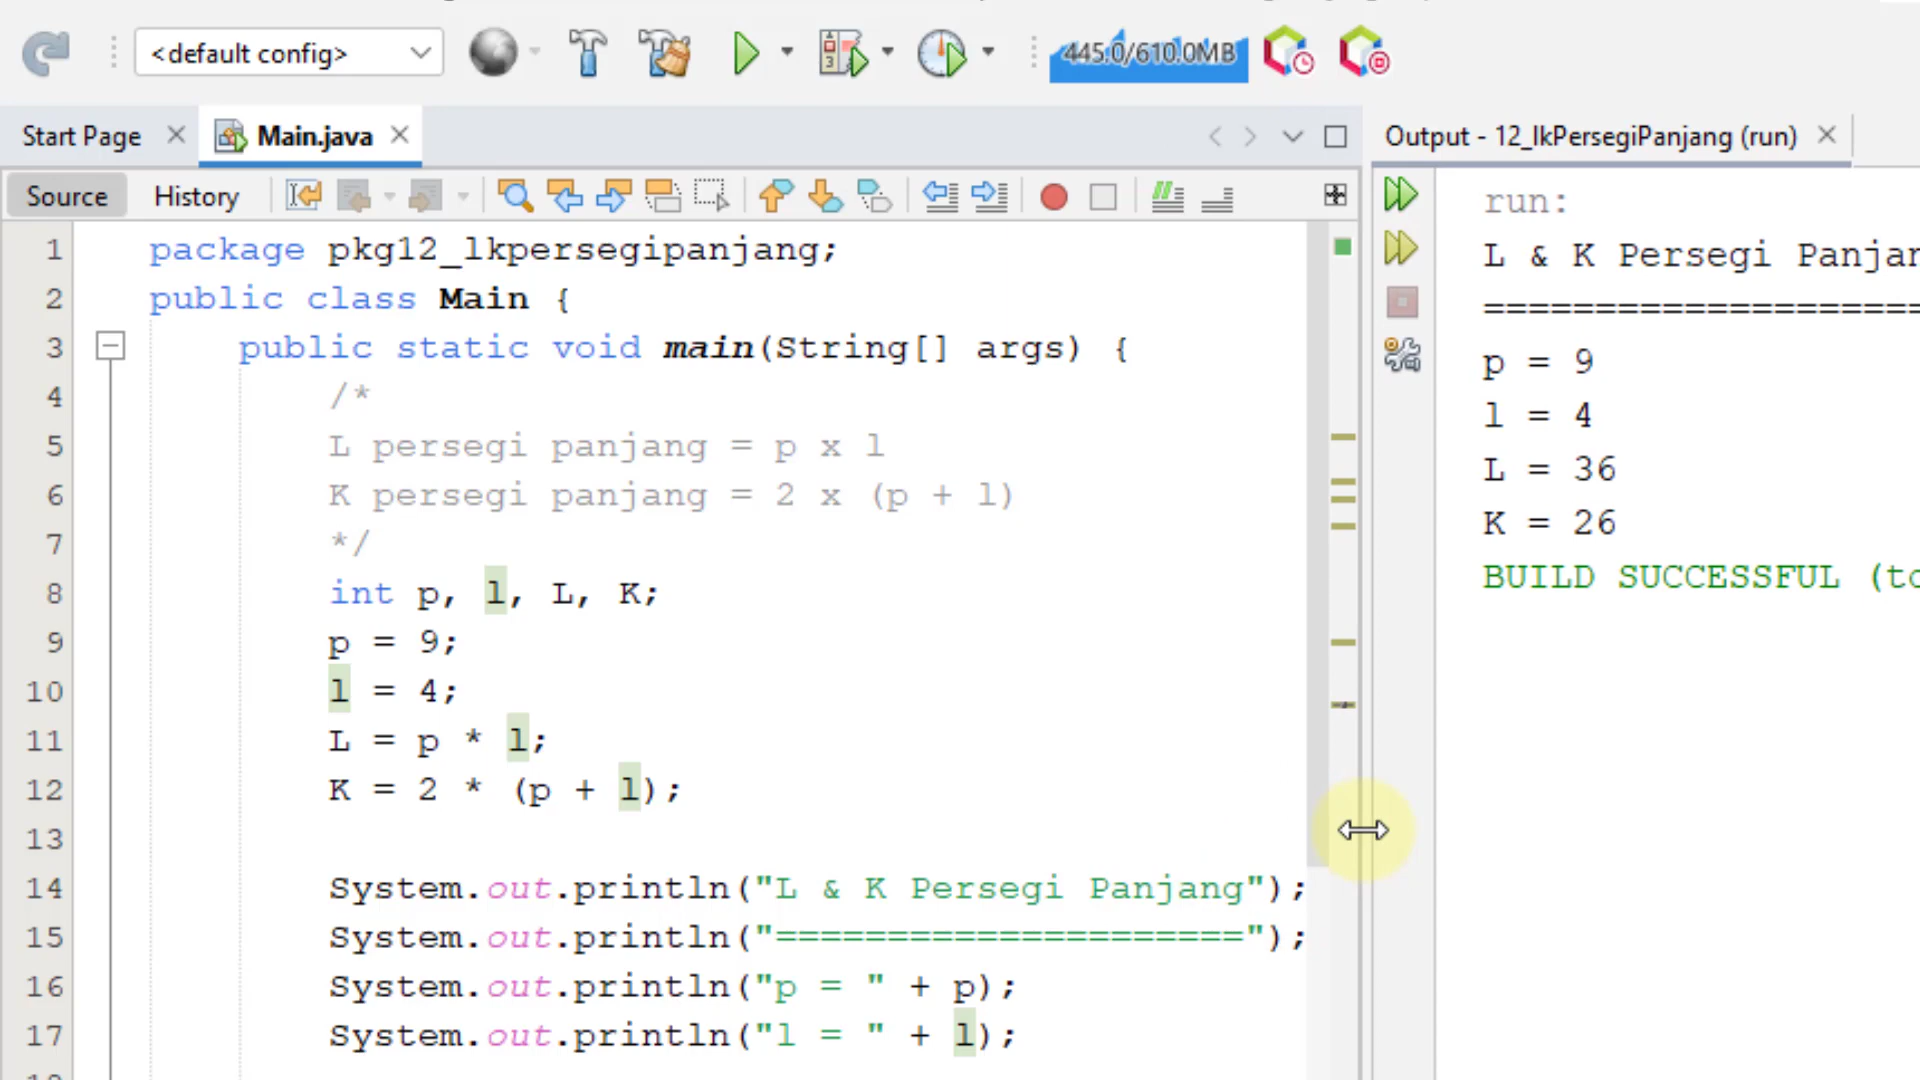 <default config>
445.0/610.0MB
Start Page
Main.java
Output - 12_lkPersegiPanjang (run)
Source
History
1 package pkg12_lkpersegipanjang;
2 public class Main {
3 public static void main(String[] args) {
4 /*
5 L persegi panjang = p x l
6 K persegi panjang = 2 x (p + l)
7 */
8 int p, l, L, K;
9 p = 9;
10 l = 4;
11 L = p * l;
12 K = 2 * (p + l);
13
14 System.out.println("L & K Persegi Panjang");
15 System.out.println("=====================");
16 System.out.println("p = " + p);
17 System.out.println("l = " + l);
run:
L & K Persegi Panjan
====================
p = 9
l = 4
L = 36
K = 26
BUILD SUCCESSFUL (to